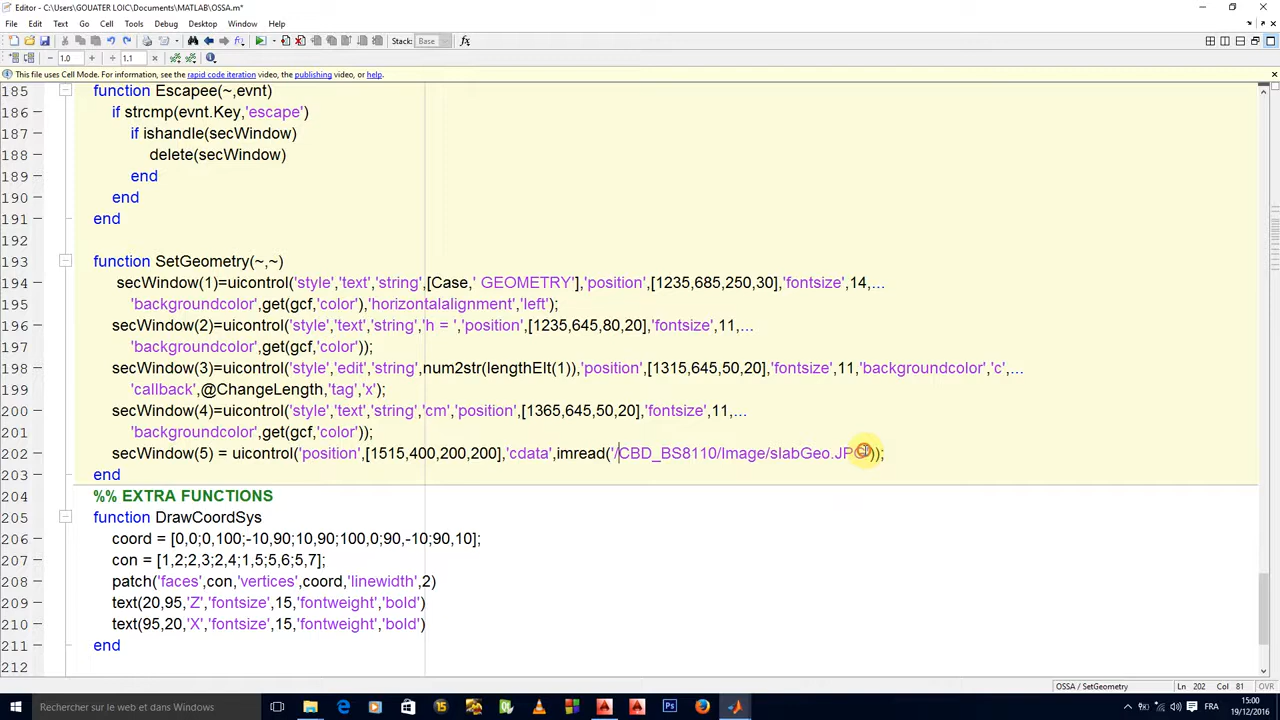 Editor - C:\Users\GOUATER LOIC\Documents\MATLAB\OSSA.m*
File Edit Text Go Cell Tools Debug Desktop Window Help
Stack: Base fx
− 1.0 + ÷ 1.1 ×
This file uses Cell Mode. For information, see the rapid code iteration video, the publishing video, or help.
185 function Escapee(~,evnt)
186 if strcmp(evnt.Key,'escape')
187 if ishandle(secWindow)
188 delete(secWindow)
189 end
190 end
191 end
192
193 function SetGeometry(~,~)
194 secWindow(1)=uicontrol('style','text','string',[Case,' GEOMETRY'],'position',[1235,685,250,30],'fontsize',14,...
195 'backgroundcolor',get(gcf,'color'),'horizontalalignment','left');
196 secWindow(2)=uicontrol('style','text','string','h = ','position',[1235,645,80,20],'fontsize',11,...
197 'backgroundcolor',get(gcf,'color'));
198 secWindow(3)=uicontrol('style','edit','string',num2str(lengthElt(1)),'position',[1315,645,50,20],'fontsize',11,'backgroundcolor','c',...
199 'callback',@ChangeLength,'tag','x');
200 secWindow(4)=uicontrol('style','text','string','cm','position',[1365,645,50,20],'fontsize',11,...
201 'backgroundcolor',get(gcf,'color'));
202 secWindow(5) = uicontrol('position',[1515,400,200,200],'cdata',imread('/CBD_BS8110/Image/slabGeo.JPG'));
203 end
204 %% EXTRA FUNCTIONS
205 function DrawCoordSys
206 coord = [0,0;0,100;-10,90;10,90;100,0;90,-10;90,10];
207 con = [1,2;2,3;2,4;1,5;5,6;5,7];
208 patch('faces',con,'vertices',coord,'linewidth',2)
209 text(20,95,'Z','fontsize',15,'fontweight','bold')
210 text(95,20,'X','fontsize',15,'fontweight','bold')
211 end
212
OSSA / SetGeometry Ln 202 Col 81 OVR
Rechercher sur le web et dans Windows
FRA
15:00
19/12/2016